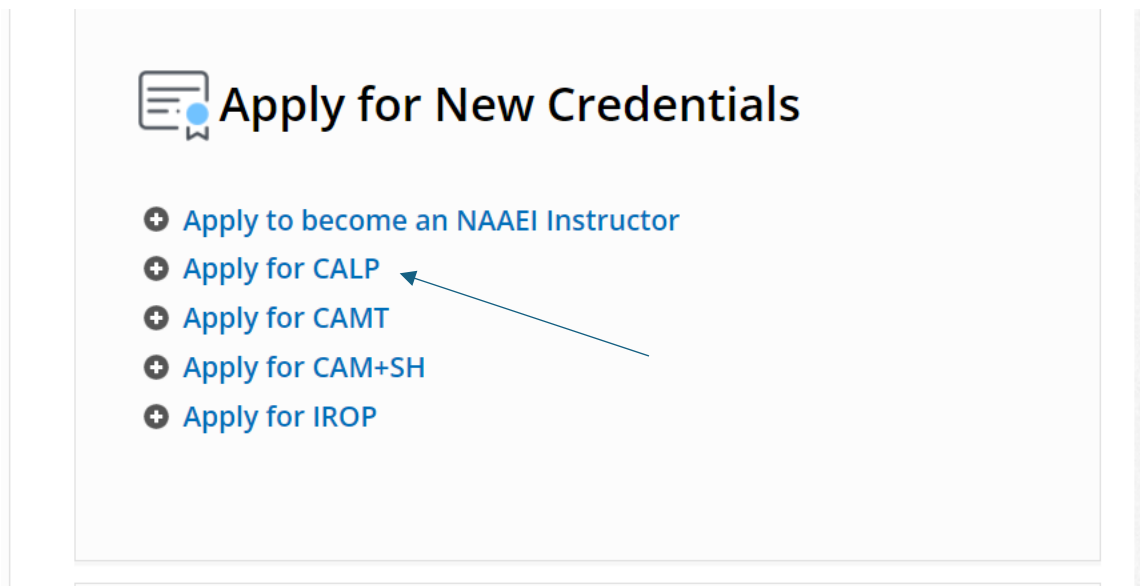 Apply for New Credentials
Apply to become an NAAEI Instructor
Apply for CALP
Apply for CAMT
Apply for CAM+SH
Apply for IROP